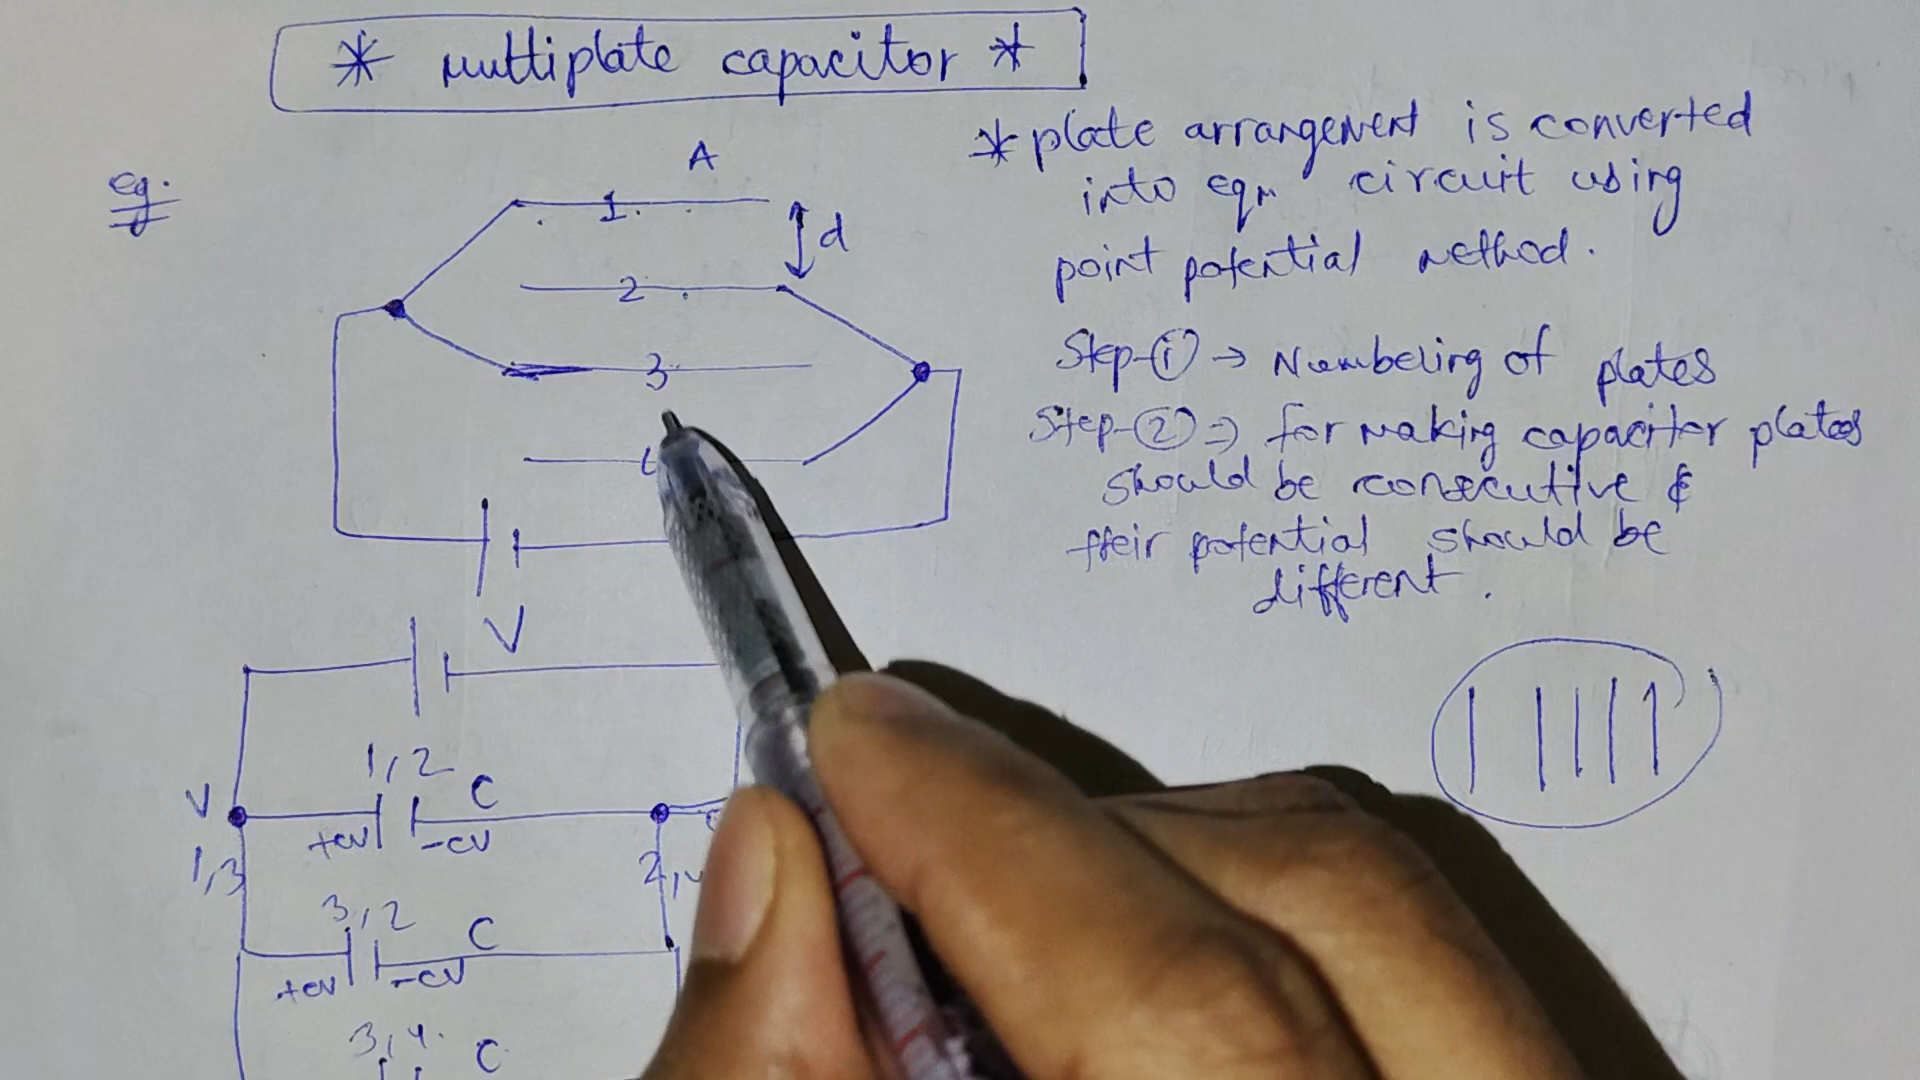 * Multiplate capacitor *
eg.
A
1
d
2
3
V
* plate arrangement is converted
into eqn circuit using
point potential method.
Step-① → Numbering of plates
Step-② ⇒ for making capacitor plates
should be consecutive &
their potential should be
different.
1,2
V
C
+cv
-cv
1,3
3,2
C
+cv
-cv
3,4.
C